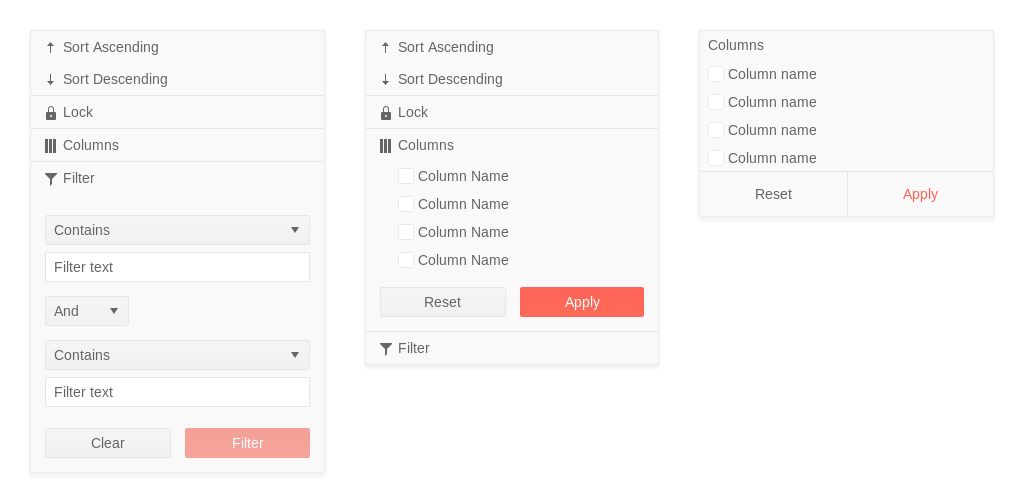 Sort Ascending
Sort Descending
Lock
Columns
Filter
Contains
Filter text
And
Contains
Filter text
Clear
Filter
Sort Ascending
Sort Descending
Lock
Columns
Column Name
Column Name
Column Name
Column Name
Reset
Apply
Filter
Columns
Column name
Column name
Column name
Column name
Reset
Apply